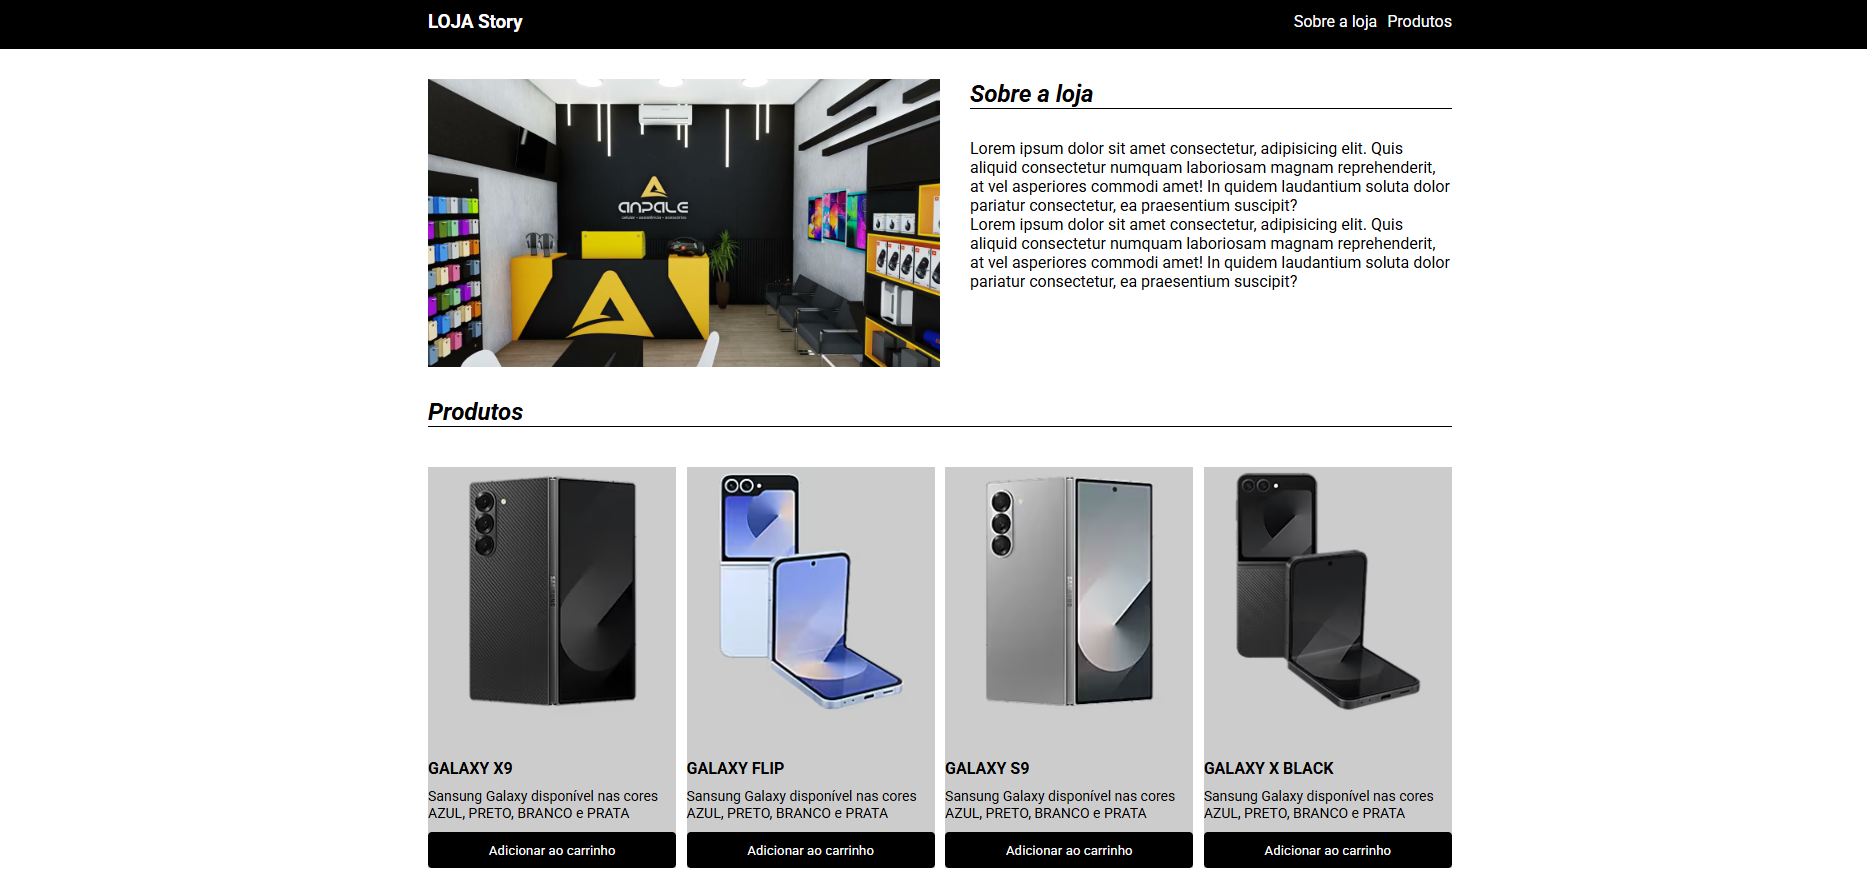 LOJA Story
Sobre a loja Produtos
ANPALE
Sobre a loja
Lorem ipsum dolor sit amet consectetur, adipisicing elit. Quis
aliquid consectetur numquam laboriosam magnam reprehenderit,
at vel asperiores commodi amet! In quidem laudantium soluta dolor
pariatur consectetur, ea praesentium suscipit?
Lorem ipsum dolor sit amet consectetur, adipisicing elit. Quis
aliquid consectetur numquam laboriosam magnam reprehenderit,
at vel asperiores commodi amet! In quidem laudantium soluta dolor
pariatur consectetur, ea praesentium suscipit?
Produtos
GALAXY X9
Sansung Galaxy disponível nas cores
AZUL, PRETO, BRANCO e PRATA
Adicionar ao carrinho
GALAXY FLIP
Sansung Galaxy disponível nas cores
AZUL, PRETO, BRANCO e PRATA
Adicionar ao carrinho
GALAXY S9
Sansung Galaxy disponível nas cores
AZUL, PRETO, BRANCO e PRATA
Adicionar ao carrinho
GALAXY X BLACK
Sansung Galaxy disponível nas cores
AZUL, PRETO, BRANCO e PRATA
Adicionar ao carrinho